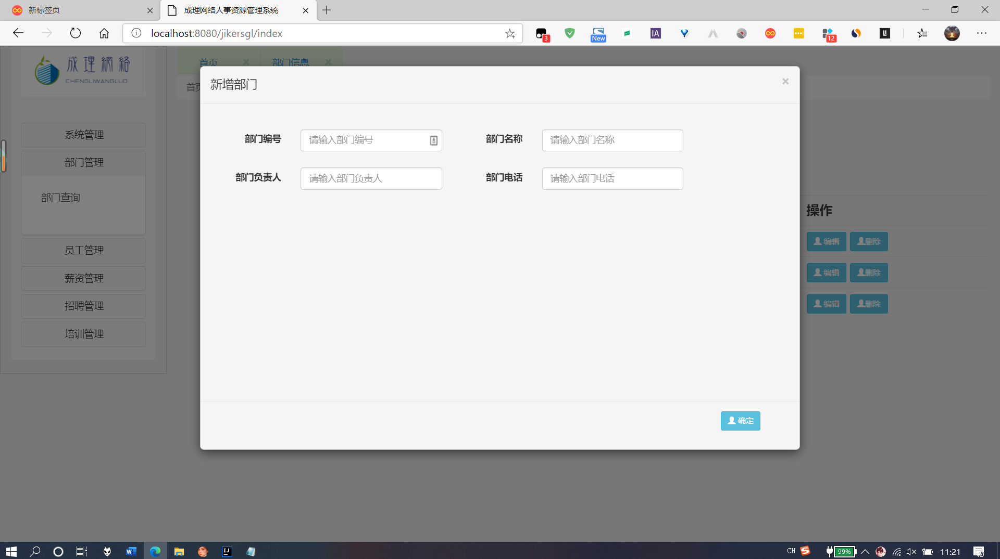 新标签页
成理网络人事资源管理系统
localhost:8080/jikersgl/index
3
New
IA
12
成理網絡
CHENGLIWANGLUO
首页
部门信息
首页
新增部门
系统管理
部门管理
部门查询
员工管理
薪资管理
招聘管理
培训管理
部门编号
请输入部门编号
部门名称
请输入部门名称
部门负责人
请输入部门负责人
部门电话
请输入部门电话
操作
编辑
删除
编辑
删除
编辑
删除
确定
CH
99%
11:21